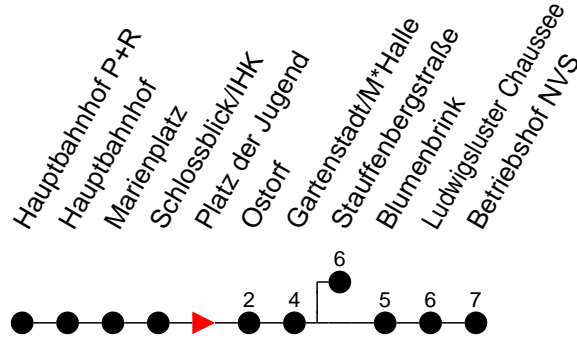 Hauptbahnhof P+R
Hauptbahnhof
Marienplatz
Schlossblick/IHK
Platz der Jugend
Ostorf
Gartenstadt/M*Halle
Stauffenbergstraße
Blumenbrink
Ludwigsluster Chaussee
Betriebshof NVS
6
2 4 5 6 7